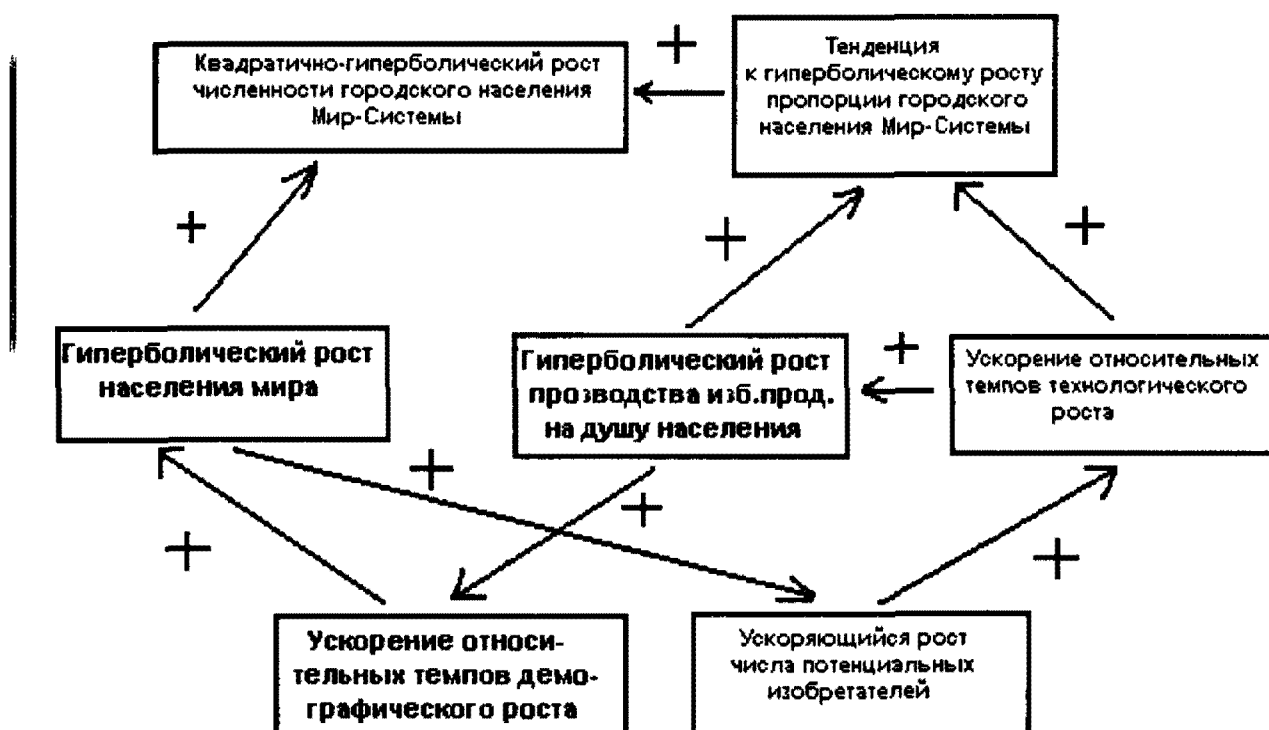 Квадратично-гиперболический рост
численности городского населения
Мир-Системы
+
Тенденция
к гиперболическому росту
пропорции городского
населения Мир-Системы
+
+
+
Гиперболический рост
населения мира
Гиперболический рост
прозводства изб.прод.
на душу населения
+
Ускорение относительных
темпов технологического
роста
+
+
+
+
Ускорение относи-
тельных темпов демо-
графического роста
Ускоряющийся рост
числа потенциальных
изобретателей